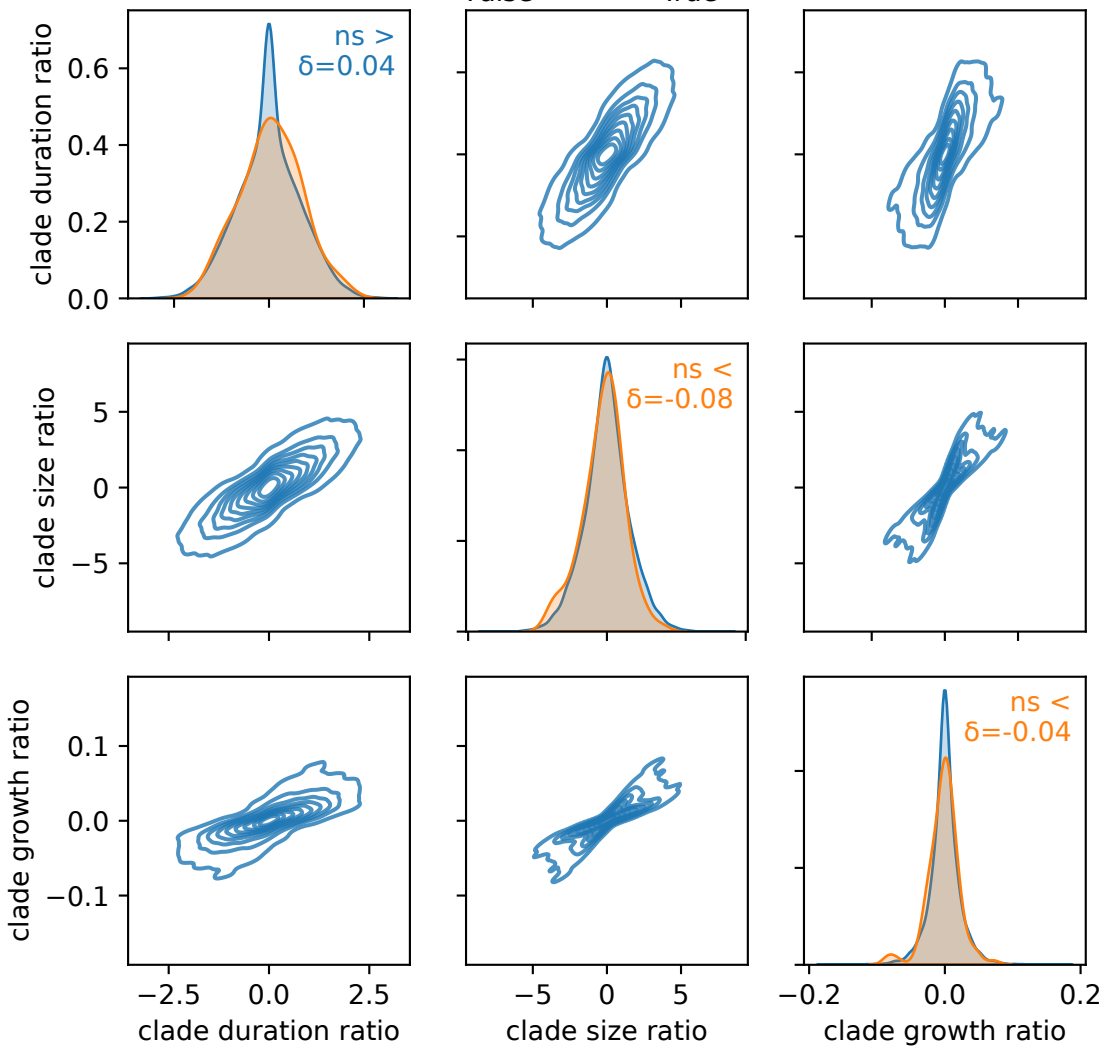 False True
clade duration ratio
0.6
0.4
0.2
0.0
ns >
δ=0.04
clade size ratio
5
0
−5
ns <
δ=-0.08
clade growth ratio
0.1
0.0
−0.1
ns <
δ=-0.04
−2.5 0.0 2.5
−5 0 5
−0.2 0.0 0.2
clade duration ratio
clade size ratio
clade growth ratio